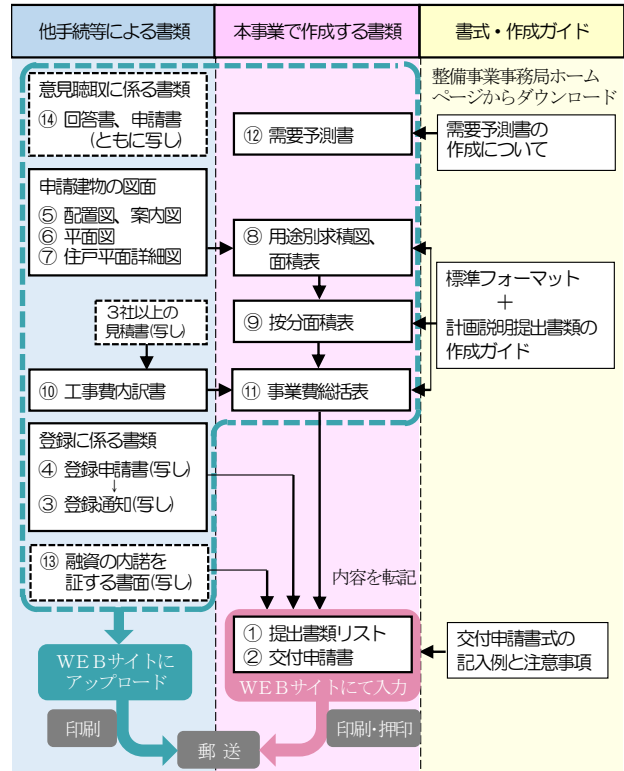 他手続等による書類
本事業で作成する書類
書式・作成ガイド
整備事業事務局ホーム
ページからダウンロード
意見聴取に係る書類
⑭ 回答書、申請書
(ともに写し)
⑫ 需要予測書
需要予測書の
作成について
申請建物の図面
⑤ 配置図、案内図
⑥ 平面図
⑦ 住戸平面詳細図
⑧ 用途別求積図、
面積表
標準フォーマット
＋
計画説明提出書類の
作成ガイド
3社以上の
見積書(写し)
⑨ 按分面積表
⑩ 工事費内訳書
⑪ 事業費総括表
登録に係る書類
④ 登録申請書(写し)
↓
③ 登録通知(写し)
⑬ 融資の内諾を
証する書面(写し)
内容を転記
① 提出書類リスト
② 交付申請書
交付申請書式の
記入例と注意事項
WEBサイトに
アップロード
WEBサイトにて入力
印刷
郵送
印刷・押印